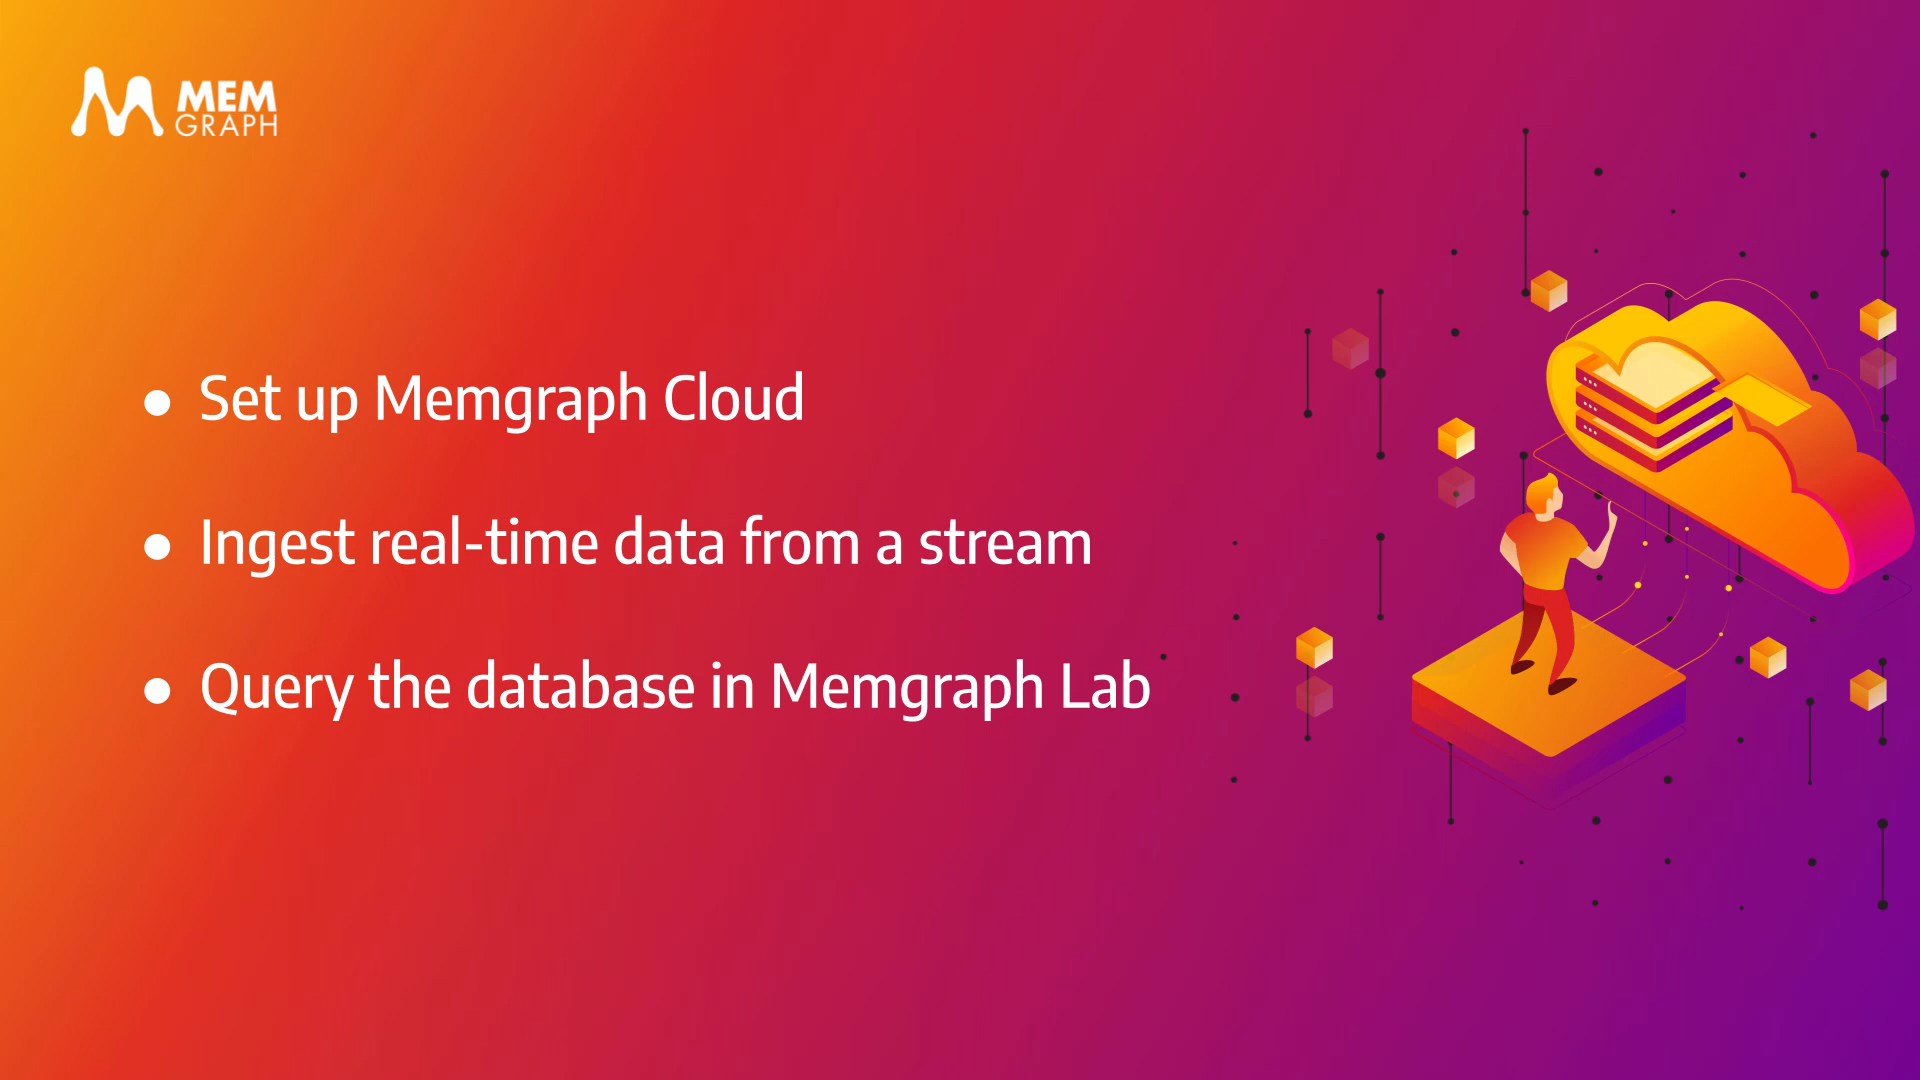 MEM
GRAPH
● Set up Memgraph Cloud
● Ingest real-time data from a stream
● Query the database in Memgraph Lab